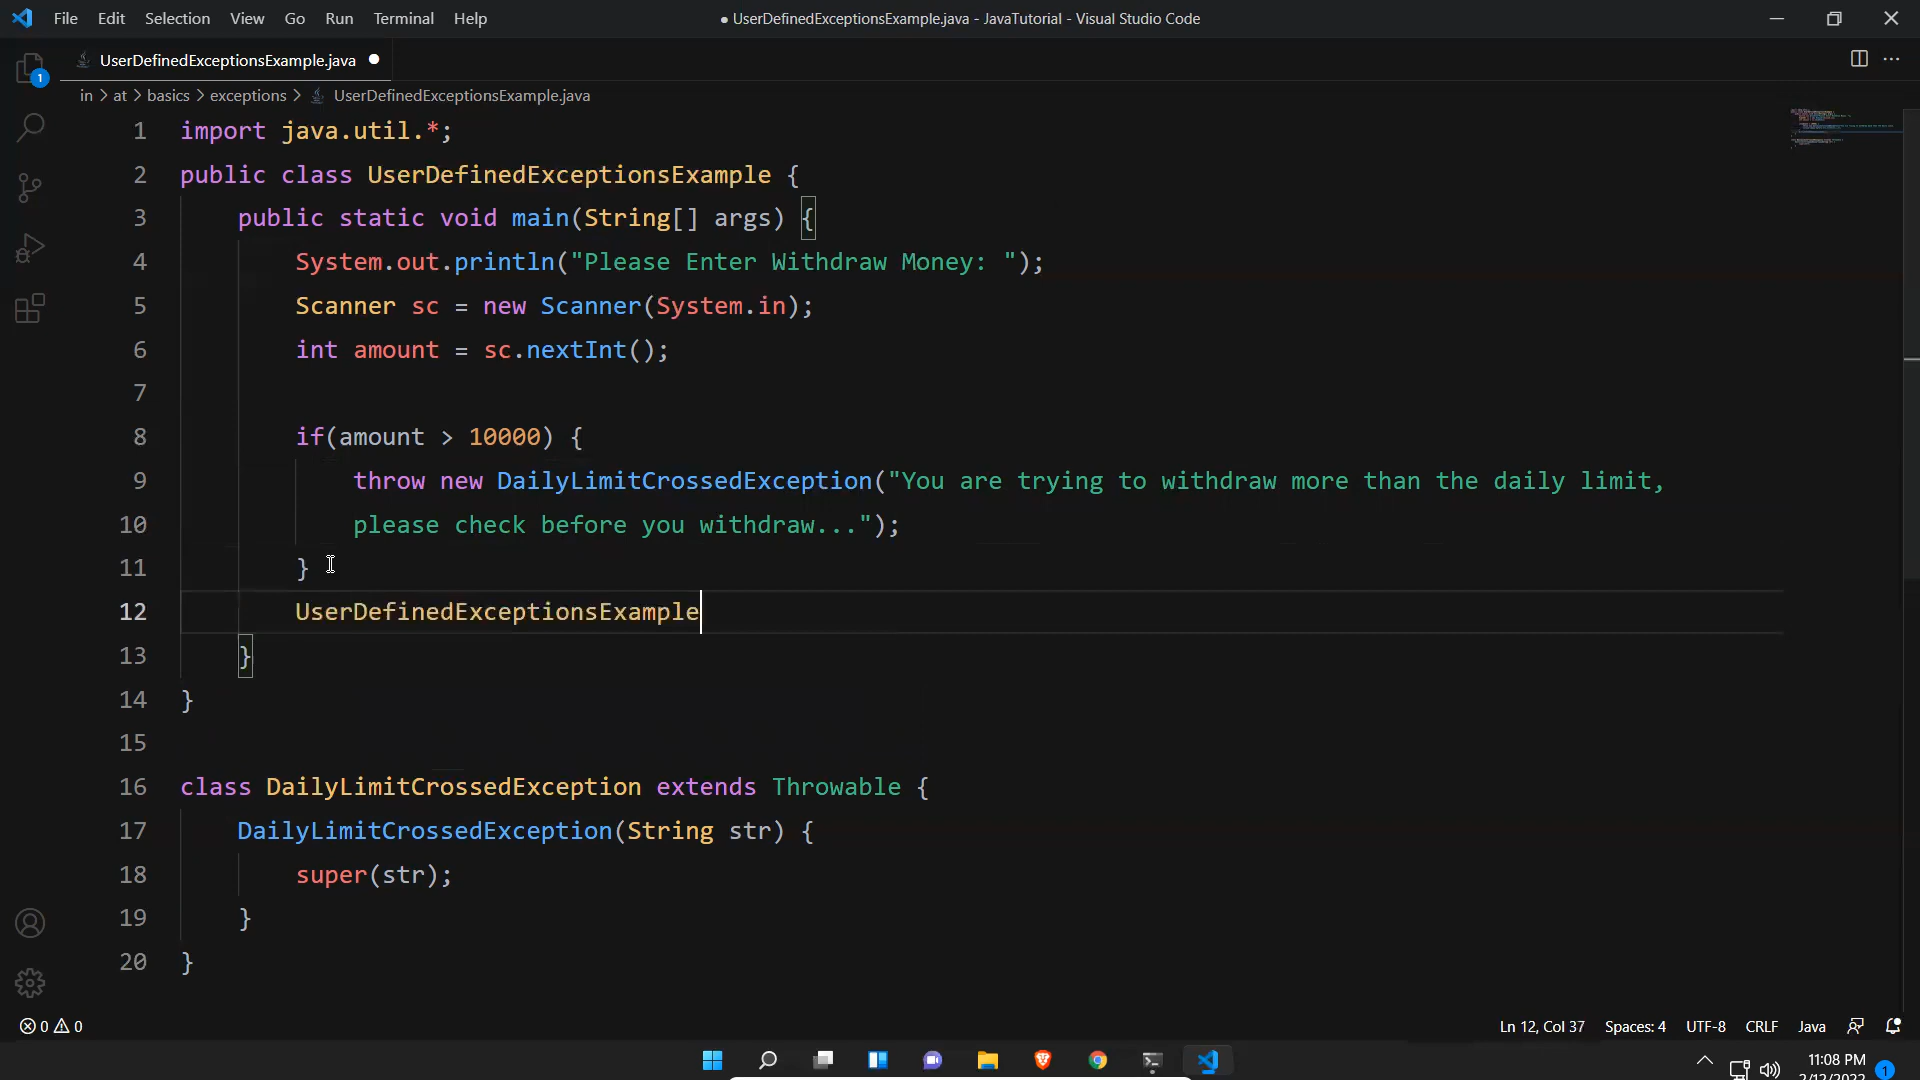 File Edit Selection View Go Run Terminal Help
● UserDefinedExceptionsExample.java - JavaTutorial - Visual Studio Code
UserDefinedExceptionsExample.java ●
1
in > at > basics > exceptions > UserDefinedExceptionsExample.java
1 import java.util.*;
2 public class UserDefinedExceptionsExample {
3 public static void main(String[] args) {
4 System.out.println("Please Enter Withdraw Money: ");
5 Scanner sc = new Scanner(System.in);
6 int amount = sc.nextInt();
7
8 if(amount > 10000) {
9 throw new DailyLimitCrossedException("You are trying to withdraw more than the daily limit,
10 please check before you withdraw...");
11 }
12 UserDefinedExceptionsExample
13 }
14 }
15
16 class DailyLimitCrossedException extends Throwable {
17 DailyLimitCrossedException(String str) {
18 super(str);
19 }
20 }
0 0 Ln 12, Col 37 Spaces: 4 UTF-8 CRLF Java
11:08 PM
2/12/2022
1